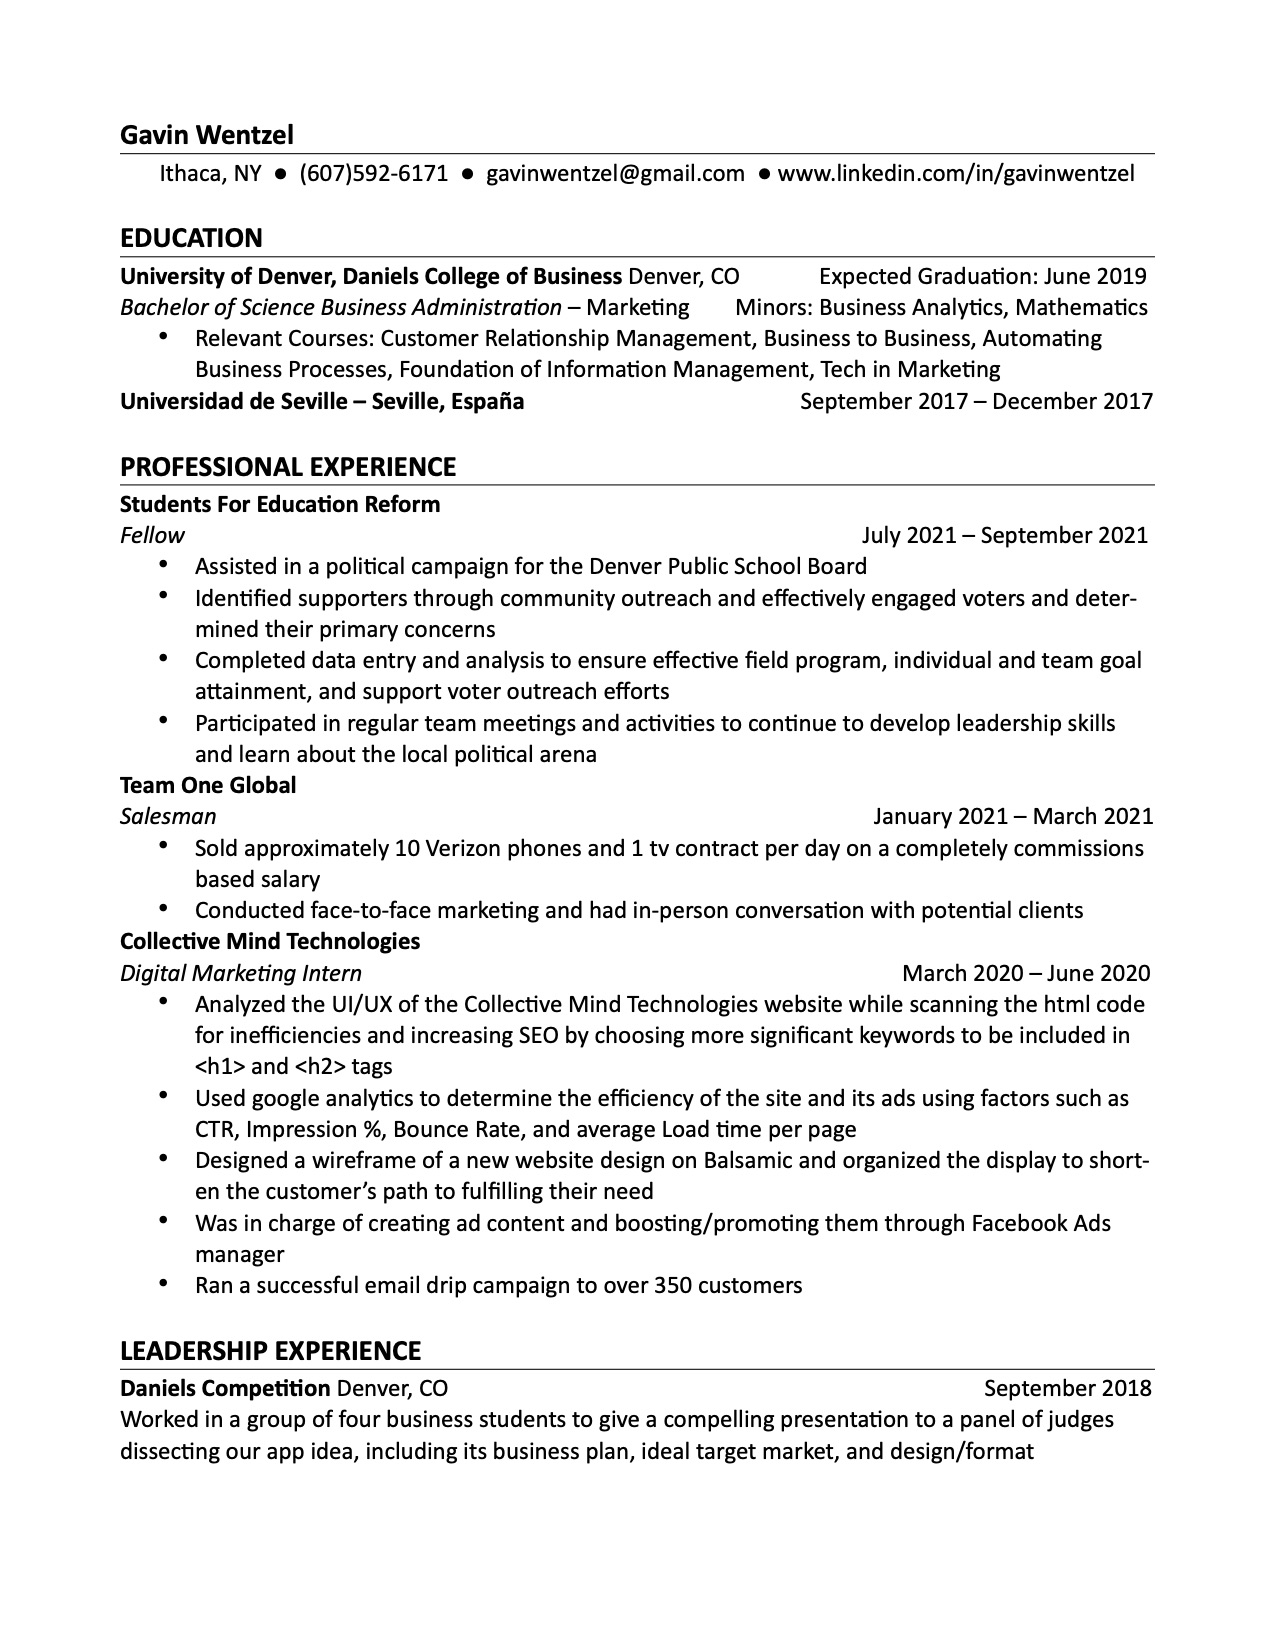 Gavin Wentzel
Ithaca, NY ● (607)592-6171 ● gavinwentzel@gmail.com ● www.linkedin.com/in/gavinwentzel
EDUCATION
University of Denver, Daniels College of Business Denver, CO Expected Graduation: June 2019
Bachelor of Science Business Administration – Marketing Minors: Business Analytics, Mathematics
• Relevant Courses: Customer Relationship Management, Business to Business, Automating
Business Processes, Foundation of Information Management, Tech in Marketing
Universidad de Seville – Seville, España September 2017 – December 2017
PROFESSIONAL EXPERIENCE
Students For Education Reform
Fellow July 2021 – September 2021
• Assisted in a political campaign for the Denver Public School Board
• Identified supporters through community outreach and effectively engaged voters and deter-
mined their primary concerns
• Completed data entry and analysis to ensure effective field program, individual and team goal
attainment, and support voter outreach efforts
• Participated in regular team meetings and activities to continue to develop leadership skills
and learn about the local political arena
Team One Global
Salesman January 2021 – March 2021
• Sold approximately 10 Verizon phones and 1 tv contract per day on a completely commissions
based salary
• Conducted face-to-face marketing and had in-person conversation with potential clients
Collective Mind Technologies
Digital Marketing Intern March 2020 – June 2020
• Analyzed the UI/UX of the Collective Mind Technologies website while scanning the html code
for inefficiencies and increasing SEO by choosing more significant keywords to be included in
<h1> and <h2> tags
• Used google analytics to determine the efficiency of the site and its ads using factors such as
CTR, Impression %, Bounce Rate, and average Load time per page
• Designed a wireframe of a new website design on Balsamic and organized the display to short-
en the customer’s path to fulfilling their need
• Was in charge of creating ad content and boosting/promoting them through Facebook Ads
manager
• Ran a successful email drip campaign to over 350 customers
LEADERSHIP EXPERIENCE
Daniels Competition Denver, CO September 2018
Worked in a group of four business students to give a compelling presentation to a panel of judges
dissecting our app idea, including its business plan, ideal target market, and design/format